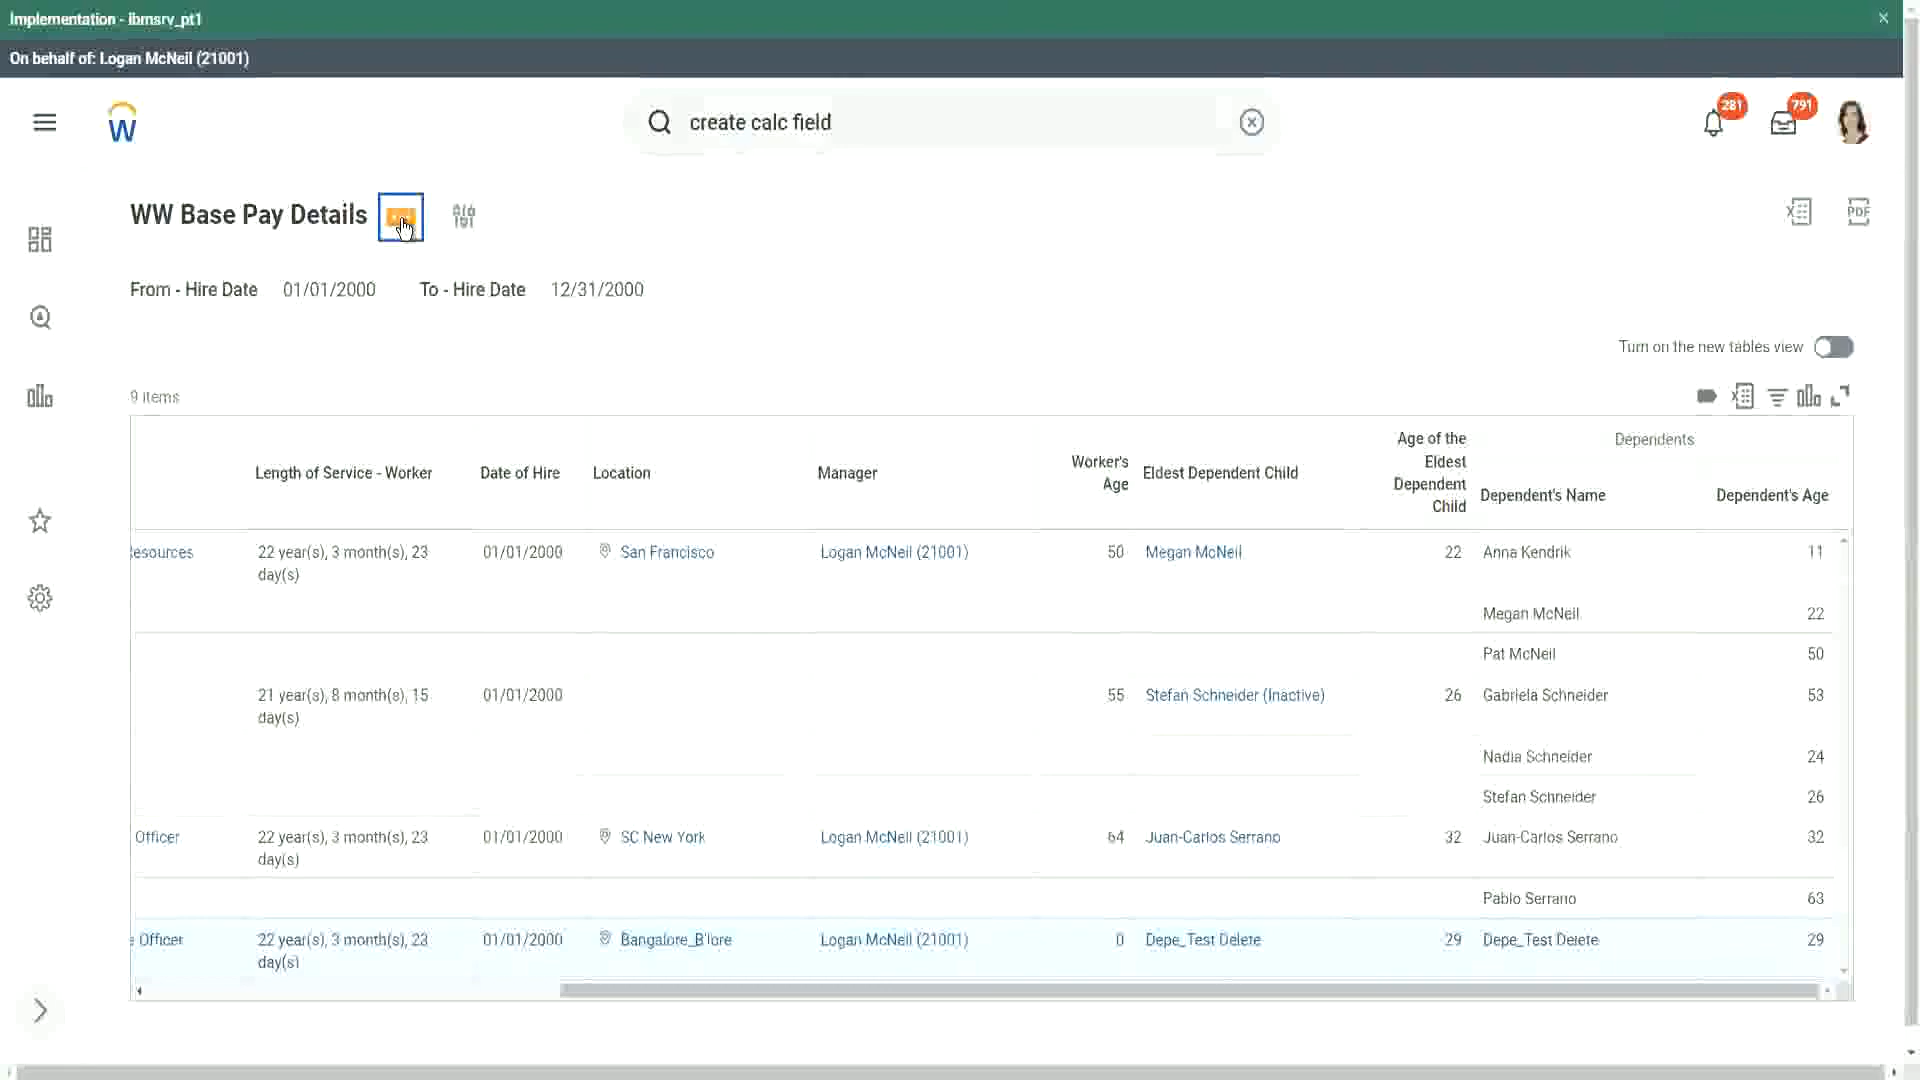 Implementation - ibmsrv_pt1
On behalf of: Logan McNeil (21001)
W
create calc field
281
791
WW Base Pay Details
PDF
From - Hire Date 01/01/2000 To - Hire Date 12/31/2000
Turn on the new tables view
9 items
Length of Service - Worker
Date of Hire
Location
Manager
Worker's
Age
Eldest Dependent Child
Age of the
Eldest
Dependent
Child
Dependents
Dependent's Name
Dependent's Age
Resources 22 year(s), 3 month(s), 23 01/01/2000 San Francisco Logan McNeil (21001) 50 Megan McNeil 22 Anna Kendrik 11
day(s)
Megan McNeil 22
Pat McNeil 50
21 year(s), 8 month(s), 15 01/01/2000 55 Stefan Schneider (Inactive) 26 Gabriela Schneider 53
day(s)
Nadia Schneider 24
Stefan Schneider 26
Officer 22 year(s), 3 month(s), 23 01/01/2000 SC New York Logan McNeil (21001) 64 Juan-Carlos Serrano 32 Juan-Carlos Serrano 32
day(s)
Pablo Serrano 63
e Officer 22 year(s), 3 month(s), 23 01/01/2000 Bangalore_B'lore Logan McNeil (21001) 0 Depe_Test Delete 29 Depe_Test Delete 29
day(s)